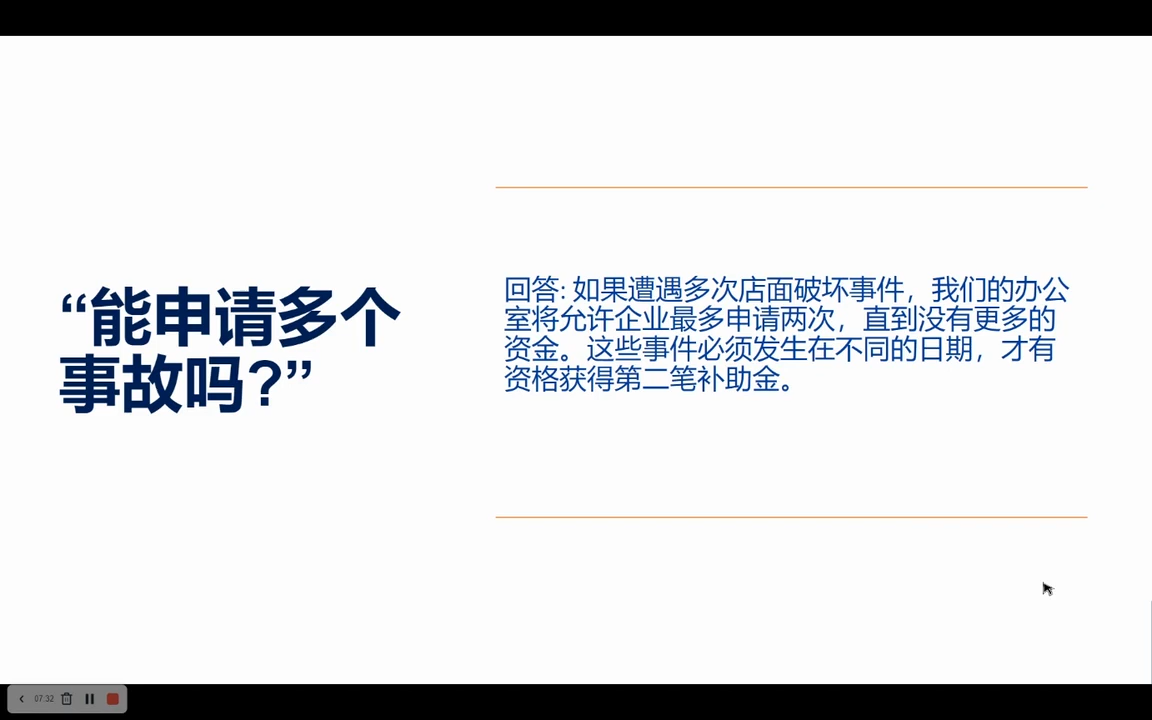 “能申请多个
事故吗?”
回答: 如果遭遇多次店面破坏事件，我们的办公
室将允许企业最多申请两次，直到没有更多的
资金。这些事件必须发生在不同的日期，才有
资格获得第二笔补助金。
07:32